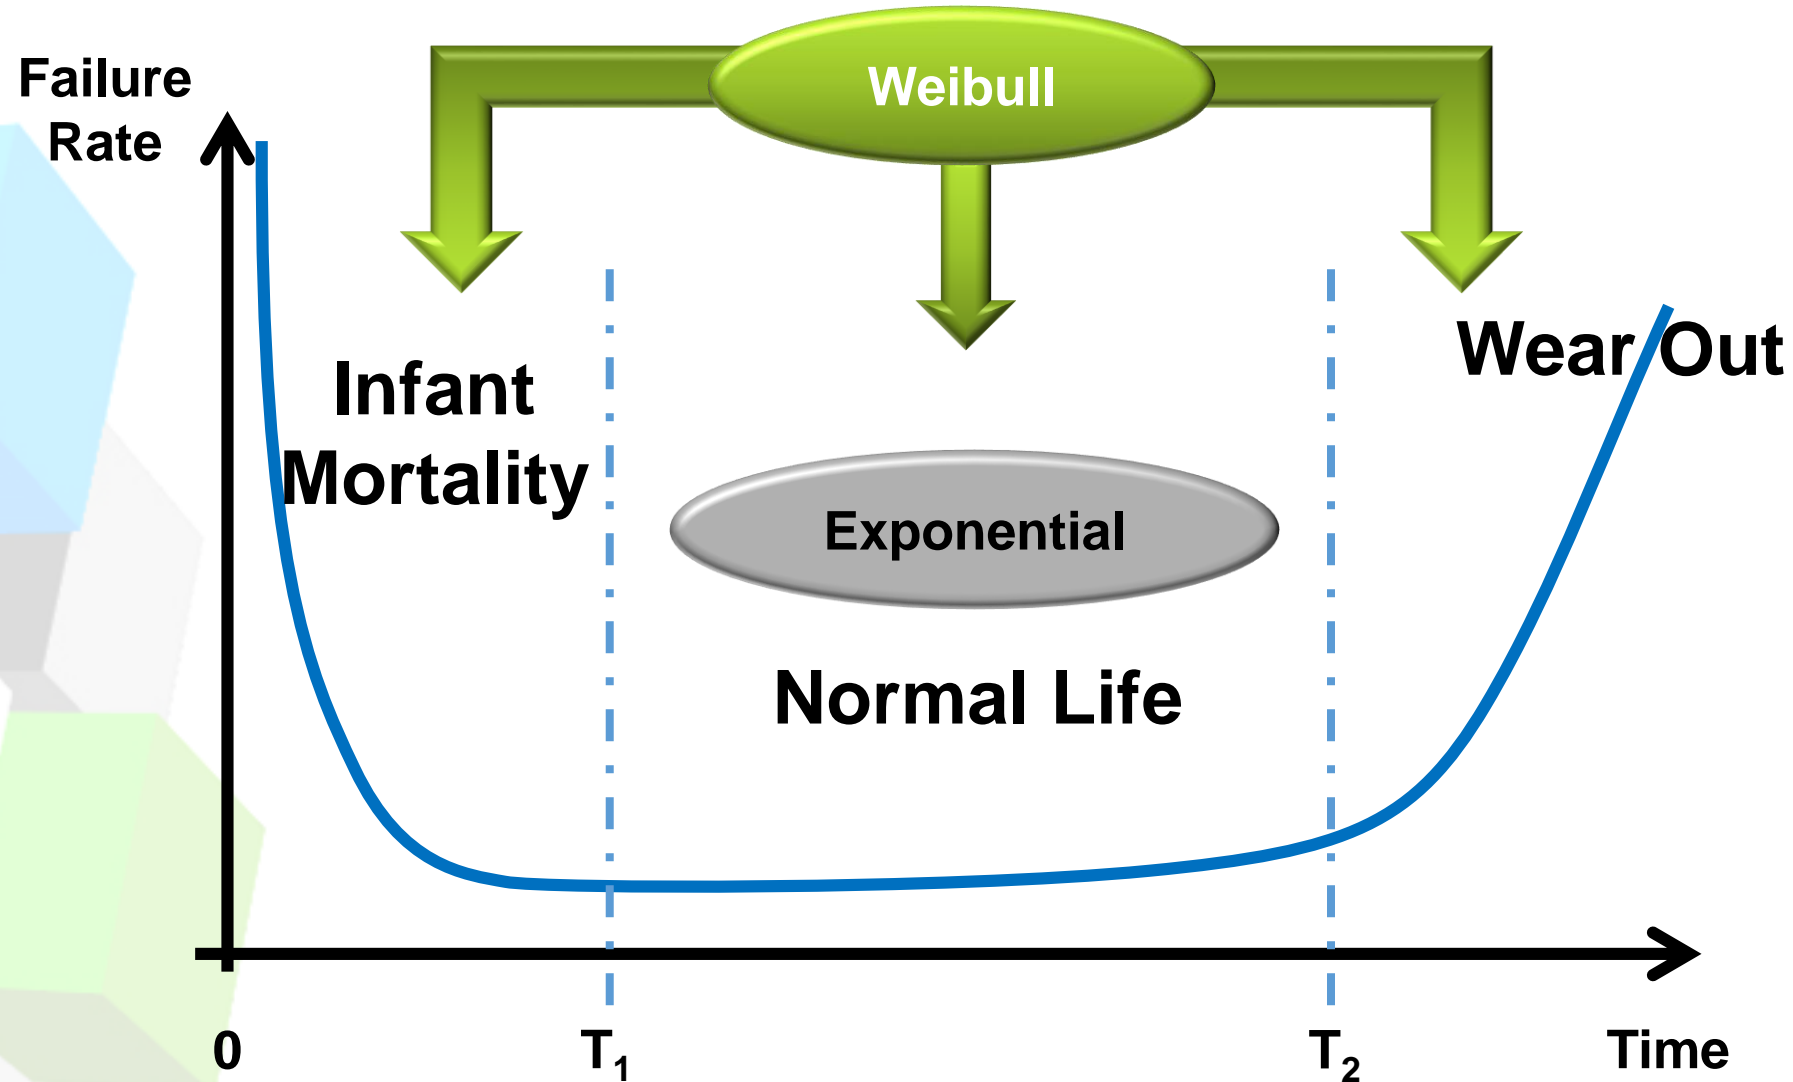 Failure
Rate
Weibull
Infant
Mortality
Wear Out
Exponential
Normal Life
0
T₁
T₂
Time